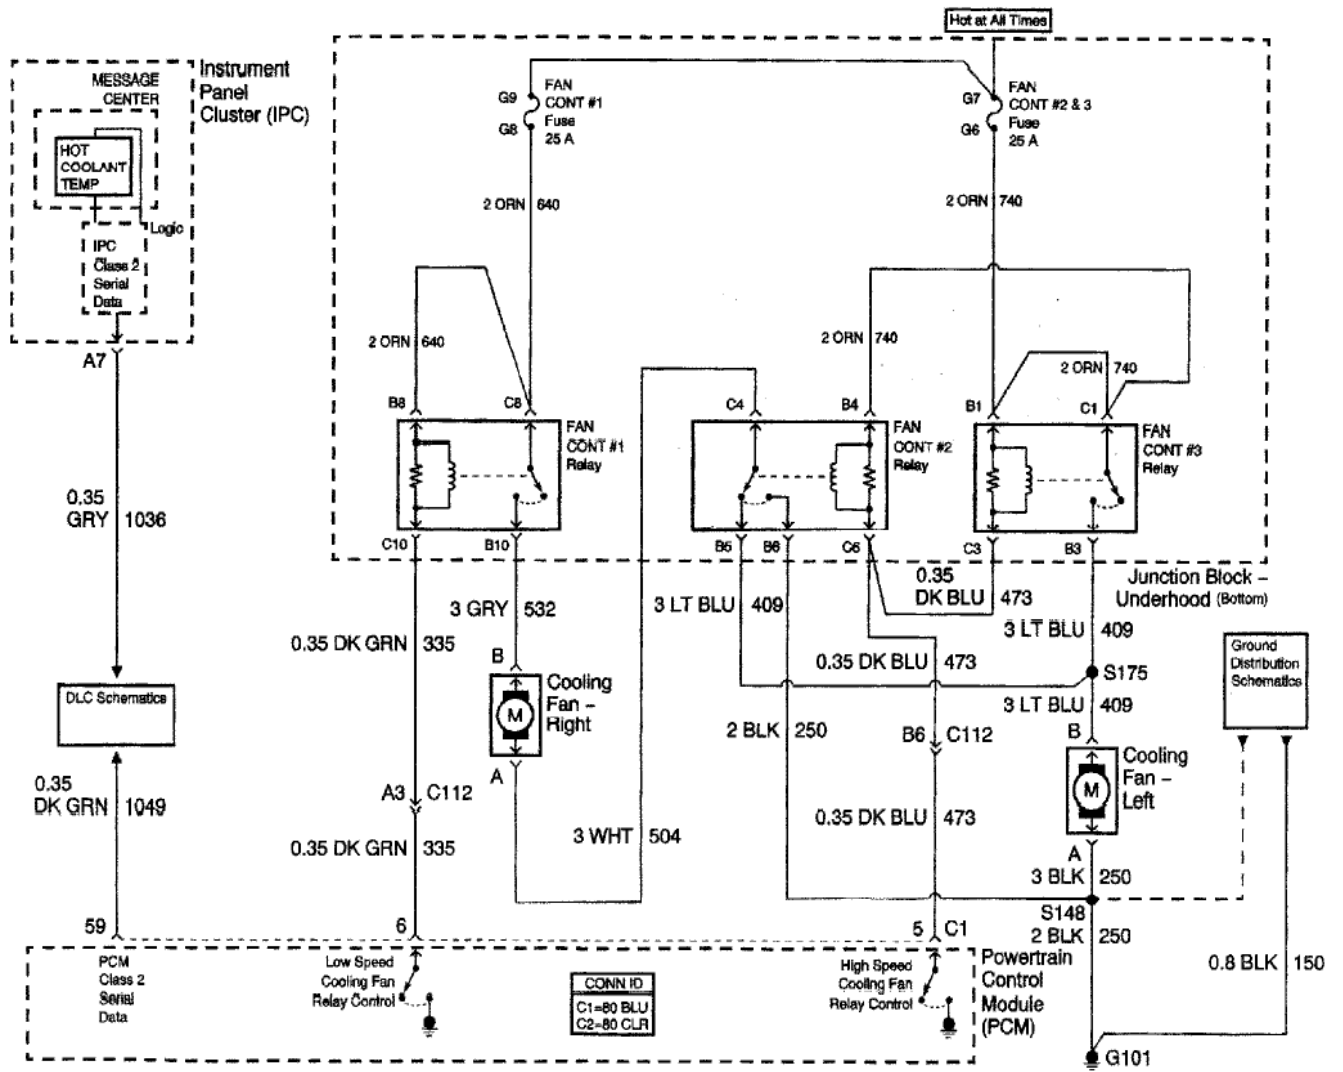 Hot at All Times
Instrument
Panel
Cluster (IPC)
MESSAGE
CENTER
HOT
COOLANT
TEMP
Logic
IPC
Class 2
Serial
Data
A7
G9
G8
FAN
CONT #1
Fuse
25 A
G7
G6
FAN
CONT #2 & 3
Fuse
25 A
2 ORN 640
2 ORN 740
2 ORN 640
2 ORN 740
2 ORN 740
B8
C8
C4
B4
B1
C1
FAN
CONT #1
Relay
FAN
CONT #2
Relay
FAN
CONT #3
Relay
C10
B10
B5
B6
C6
C3
B3
Junction Block –
Underhood (Bottom)
0.35
GRY 1036
3 GRY 532
0.35 DK GRN 335
3 LT BLU 409
0.35
DK BLU 473
3 LT BLU 409
0.35 DK BLU 473
S175
3 LT BLU 409
Ground
Distribution
Schematics
DLC Schematics
B
M
A
Cooling
Fan –
Right
2 BLK 250
B6 C112
B
M
A
Cooling
Fan –
Left
0.35
DK GRN 1049
A3 C112
3 WHT 504
0.35 DK BLU 473
0.35 DK GRN 335
3 BLK 250
S148
2 BLK 250
0.8 BLK 150
G101
59
6
5 C1
PCM
Class 2
Serial
Data
Low Speed
Cooling Fan
Relay Control
CONN ID
C1=80 BLU
C2=80 CLR
High Speed
Cooling Fan
Relay Control
Powertrain
Control
Module
(PCM)